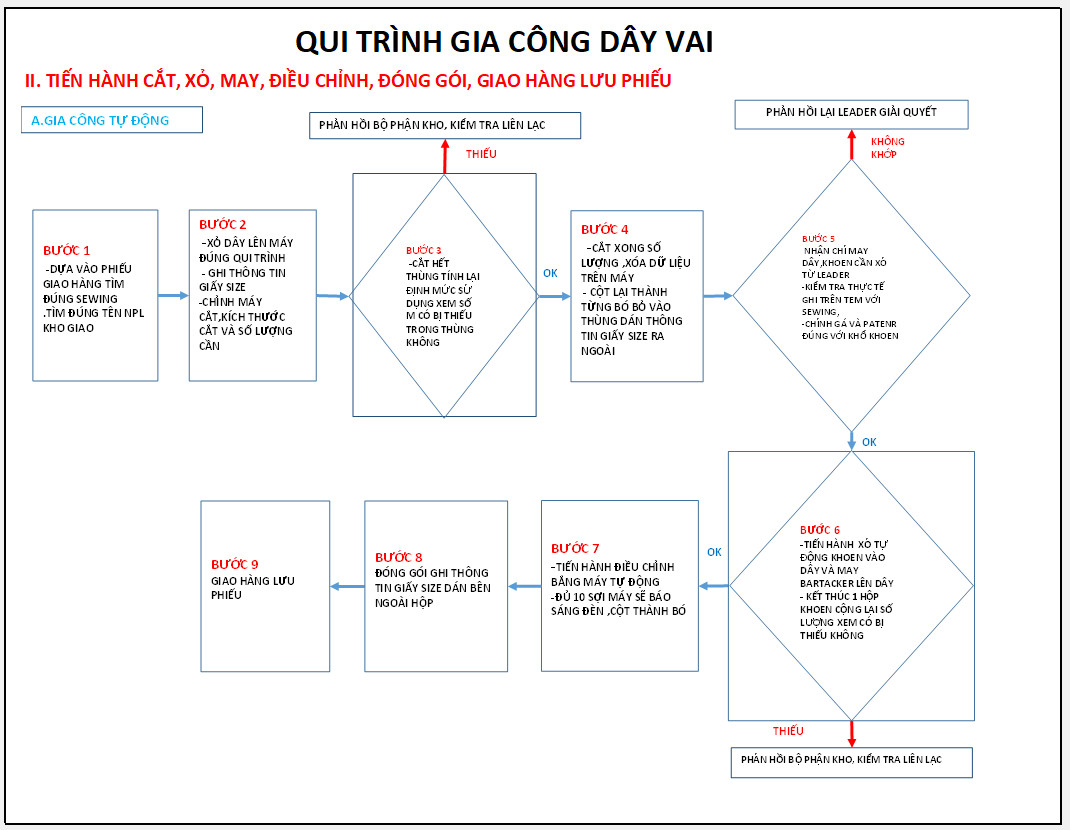 QUI TRÌNH GIA CÔNG DÂY VAI
II. TIẾN HÀNH CẮT, XỎ, MAY, ĐIỀU CHỈNH, ĐÓNG GÓI, GIAO HÀNG LƯU PHIẾU
A.GIA CÔNG TỰ ĐỘNG
PHẢN HỒI BỘ PHẬN KHO, KIỂM TRA LIÊN LẠC
THIẾU
PHẢN HỒI LẠI LEADER GIẢI QUYẾT
KHÔNG
KHỚP
BƯỚC 1
-DỰA VÀO PHIẾU
GIAO HÀNG TÌM
ĐÚNG SEWING
.TÌM ĐÚNG TÊN NPL
KHO GIAO
BƯỚC 2
-XỎ DÂY LÊN MÁY
ĐÚNG QUI TRÌNH
- GHI THÔNG TIN
GIẤY SIZE
-CHỈNH MÁY
CẮT,KÍCH THƯỚC
CẮT VÀ SỐ LƯỢNG
CẦN
BƯỚC 3
-CẮT HẾT
THÙNG TÍNH LẠI
ĐỊNH MỨC SỬ
DỤNG XEM SỐ
M CÓ BỊ THIẾU
TRONG THÙNG
KHÔNG
OK
BƯỚC 4
-CẮT XONG SỐ
LƯỢNG ,XÓA DỮ LIỆU
TRÊN MÁY
- CỘT LẠI THÀNH
TỪNG BÓ BỎ VÀO
THÙNG DÁN THÔNG
TIN GIẤY SIZE RA
NGOÀI
BƯỚC 5
NHẬN CHỈ MAY
DÂY,KHOEN CẦN XỎ
TỪ LEADER
-KIỂM TRA THỰC TẾ
GHI TRÊN TEM VỚI
SEWING,
-CHỈNH GÁ VÀ PATENR
ĐÚNG VỚI KHỔ KHOEN
OK
BƯỚC 6
-TIẾN HÀNH XỎ TỰ
ĐỘNG KHOEN VÀO
DÂY VÀ MAY
BARTACKER LÊN DÂY
- KẾT THÚC 1 HỘP
KHOEN CỘNG LẠI SỐ
LƯỢNG XEM CÓ BỊ
THIẾU KHÔNG
OK
BƯỚC 7
-TIẾN HÀNH ĐIỀU CHỈNH
BẰNG MÁY TỰ ĐỘNG
-ĐỦ 10 SỢI MÁY SẼ BÁO
SÁNG ĐÈN ,CỘT THÀNH BÓ
BƯỚC 8
ĐÓNG GÓI GHI THÔNG
TIN GIẤY SIZE DÁN BÊN
NGOÀI HỘP
BƯỚC 9
GIAO HÀNG LƯU
PHIẾU
THIẾU
PHẢN HỒI BỘ PHẬN KHO, KIỂM TRA LIÊN LẠC